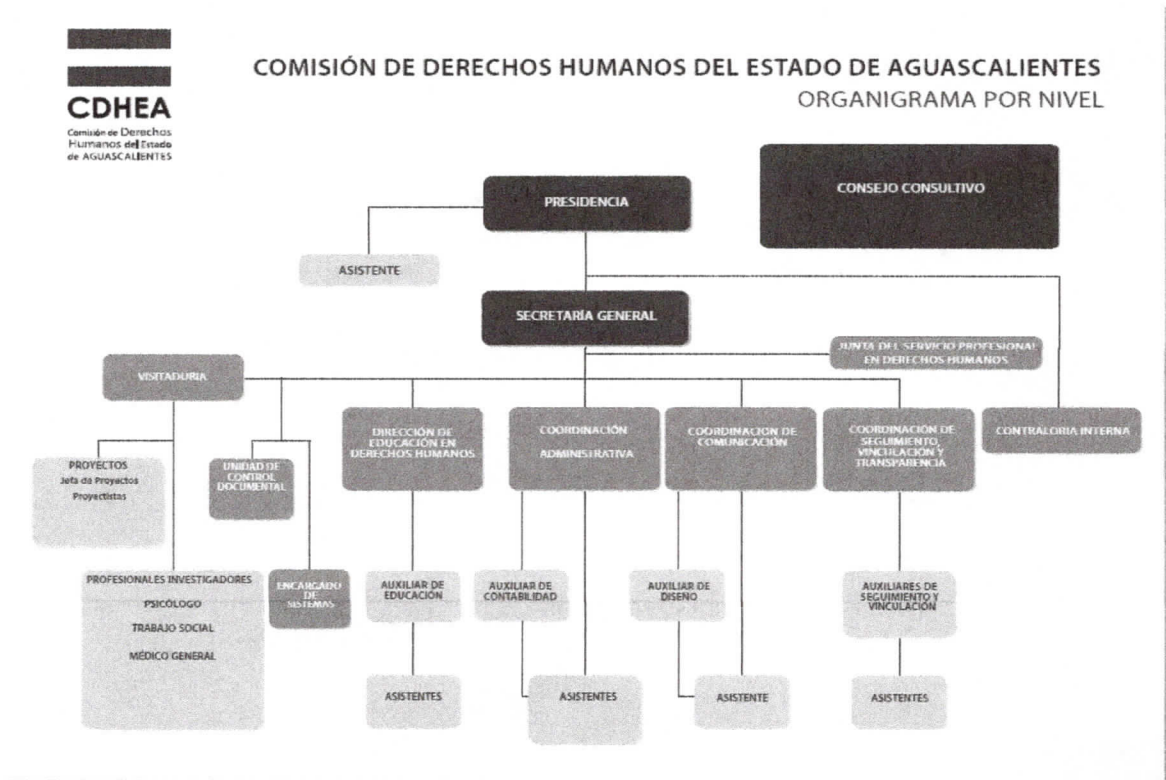 CDHEA
Comisión de Derechos
Humanos del Estado
de AGUASCALIENTES
COMISIÓN DE DERECHOS HUMANOS DEL ESTADO DE AGUASCALIENTES
ORGANIGRAMA POR NIVEL
CONSEJO CONSULTIVO
PRESIDENCIA
ASISTENTE
SECRETARÍA GENERAL
JUNTA DEL SERVICIO PROFESIONAL
EN DERECHOS HUMANOS
VISITADURIA
DIRECCIÓN DE
EDUCACIÓN EN
DERECHOS HUMANOS
COORDINACIÓN
ADMINISTRATIVA
COORDINACION DE
COMUNICACIÓN
COORDINACIÓN DE
SEGUIMIENTO,
VINCULACIÓN Y
TRANSPARENCIA
CONTRALORIA INTERNA
PROYECTOS
Jefa de Proyectos
Proyectistas
UNIDAD DE
CONTROL
DOCUMENTAL
PROFESIONALES INVESTIGADORES
PSICÓLOGO
TRABAJO SOCIAL
MÉDICO GENERAL
ENCARGADO
DE
SISTEMAS
AUXILIAR DE
EDUCACIÓN
AUXILIAR DE
CONTABILIDAD
AUXILIAR DE
DISEÑO
AUXILIARES DE
SEGUIMIENTO Y
VINCULACIÓN
ASISTENTES
ASISTENTES
ASISTENTE
ASISTENTES